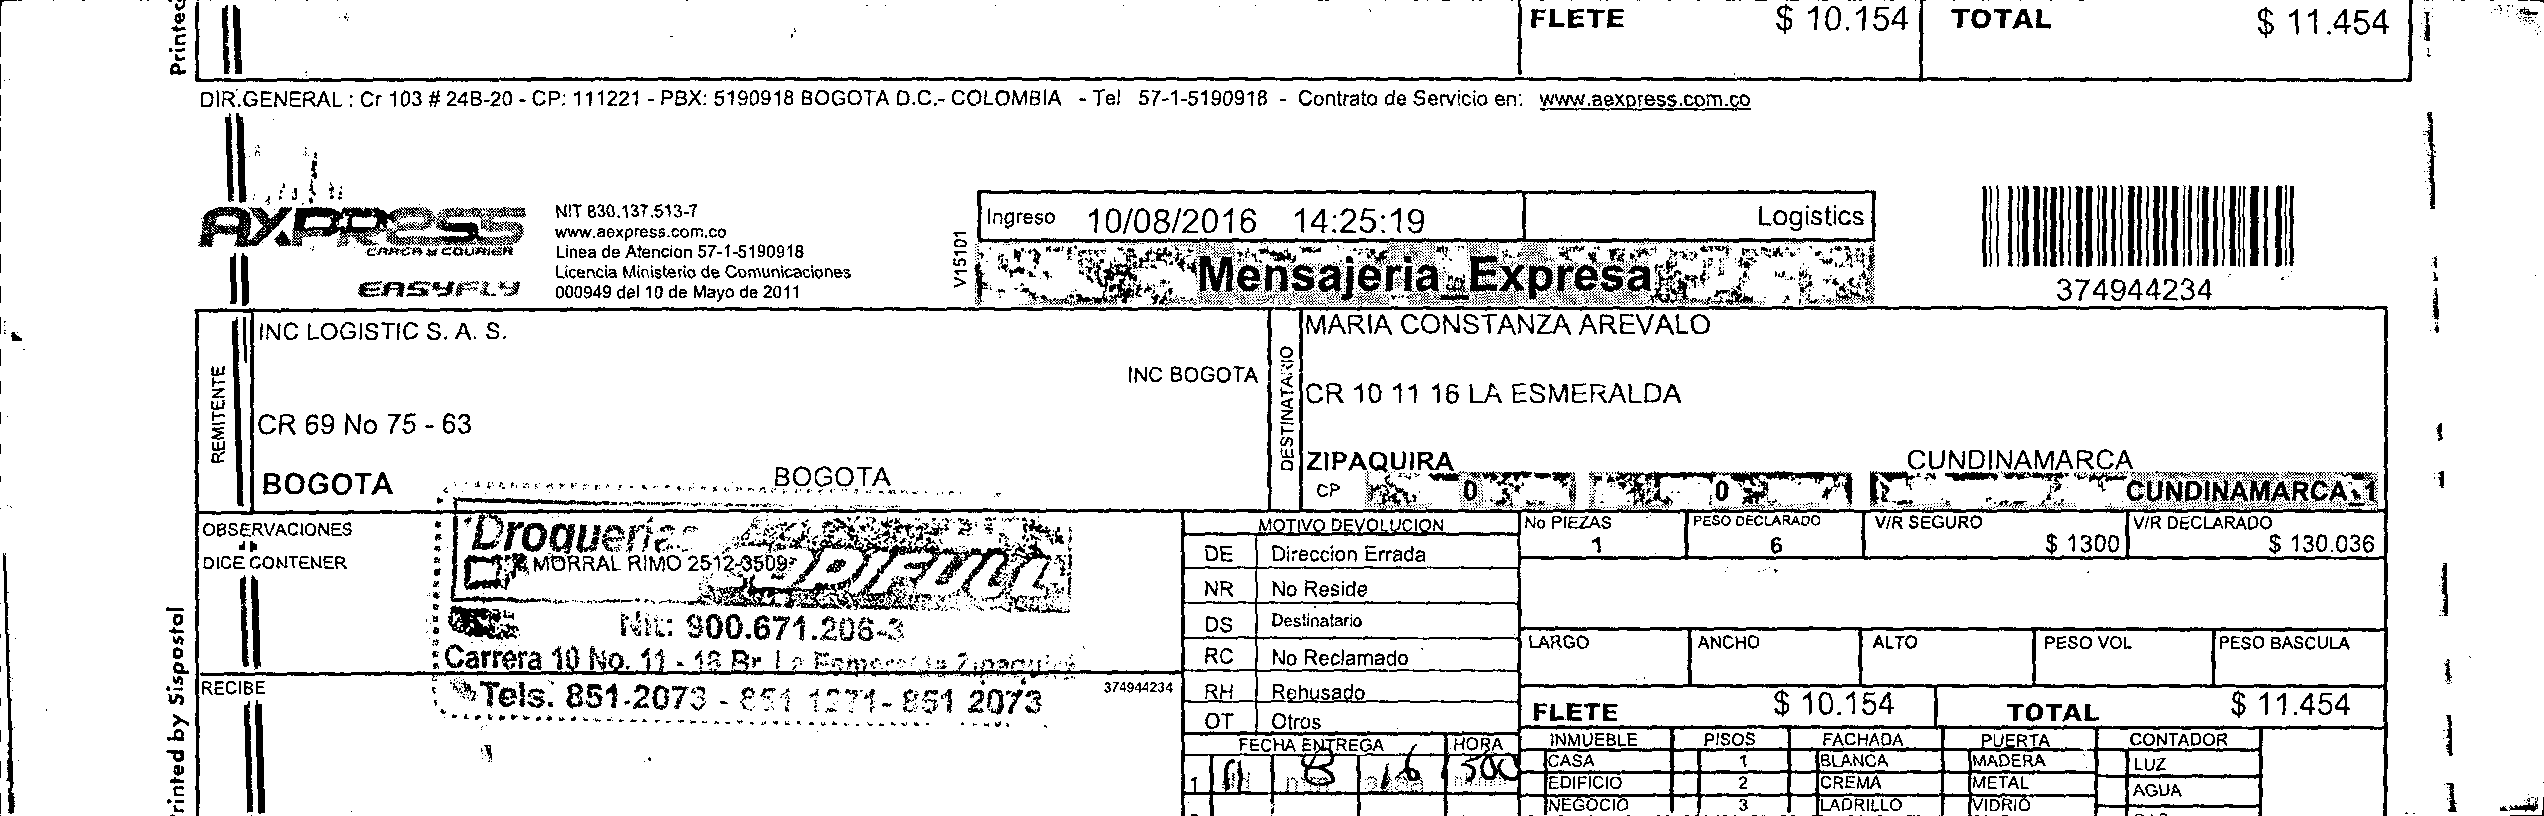 FLETE $ 10.154 TOTAL $ 11.454
DIR.GENERAL : Cr 103 # 24B-20 - CP: 111221 - PBX: 5190918 BOGOTA D.C.- COLOMBIA - Tel 57-1-5190918 - Contrato de Servicio en: www.aexpress.com.co
AXPRESS
CARGA Y COURIER
EASYFLY
NIT 830.137.513-7
www.aexpress.com.co
Linea de Atencion 57-1-5190918
Licencia Ministerio de Comunicaciones
000949 del 10 de Mayo de 2011
V15101
Ingreso 10/08/2016 14:25:19 Logistics
Mensajeria_Expresa
374944234
REMITENTE
INC LOGISTIC S. A. S.
INC BOGOTA
CR 69 No 75 - 63
BOGOTA BOGOTA
DESTINATARIO
MARIA CONSTANZA AREVALO
CR 10 11 16 LA ESMERALDA
ZIPAQUIRA CUNDINAMARCA
CP 0 0 CUNDINAMARCA 1
OBSERVACIONES
DICE CONTENER
MORRAL RIMO 2512-3509
Droguerias
Nit: 900.671.206-3
Carrera 10 No. 11 - 16 Br. La Esmeralda Zipaquirá
Tels. 851-2073 - 851 1271- 851 2073
RECIBE
374944234
MOTIVO DEVOLUCION
DE Direccion Errada
NR No Reside
DS Destinatario
RC No Reclamado
RH Rehusado
OT Otros
No PIEZAS PESO DECLARADO V/R SEGURO V/R DECLARADO
1 6 $ 1300 $ 130.036
LARGO ANCHO ALTO PESO VOL PESO BASCULA
FLETE $ 10.154 TOTAL $ 11.454
FECHA ENTREGA HORA
1 11 8 16 500
INMUEBLE PISOS FACHADA PUERTA CONTADOR
CASA 1 BLANCA MADERA LUZ
EDIFICIO 2 CREMA METAL AGUA
NEGOCIO 3 LADRILLO VIDRIO
Printed by Sispostal